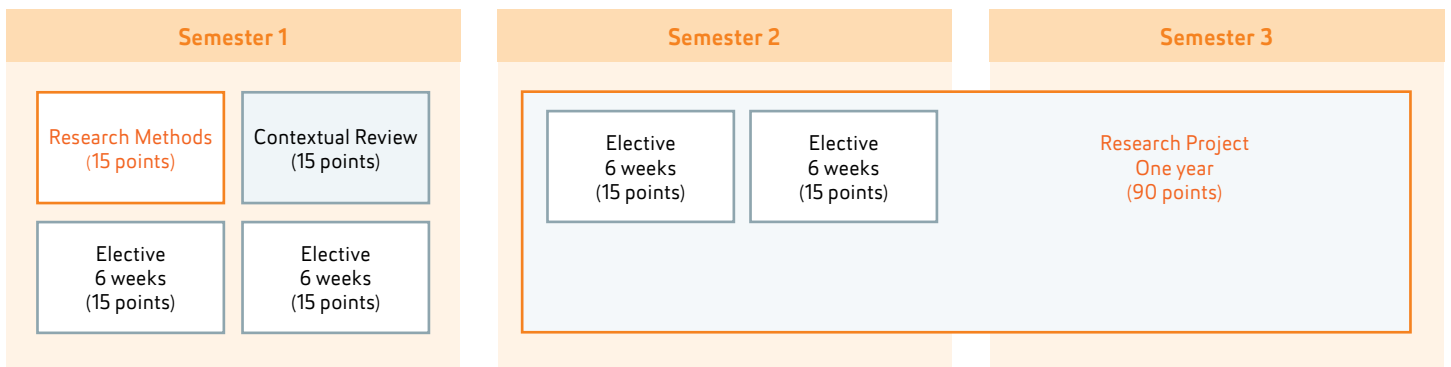 Semester 1
Research Methods
(15 points)
Contextual Review
(15 points)
Elective
6 weeks
(15 points)
Elective
6 weeks
(15 points)
Semester 2
Elective
6 weeks
(15 points)
Elective
6 weeks
(15 points)
Semester 3
Research Project
One year
(90 points)